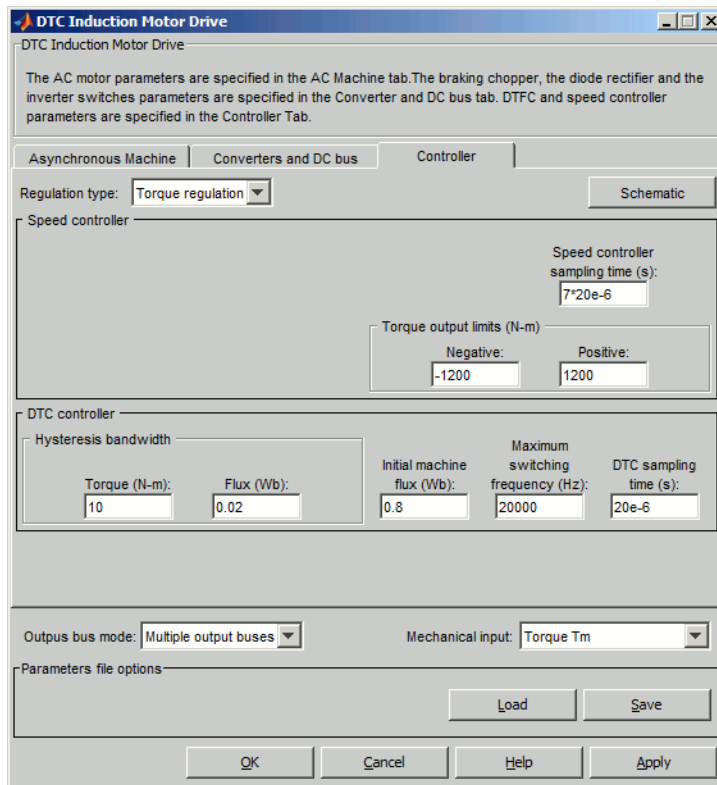 DTC Induction Motor Drive
DTC Induction Motor Drive
The AC motor parameters are specified in the AC Machine tab.The braking chopper, the diode rectifier and the
inverter switches parameters are specified in the Converter and DC bus tab. DTFC and speed controller
parameters are specified in the Controller Tab.
Asynchronous Machine
Converters and DC bus
Controller
Regulation type: Torque regulation
Schematic
Speed controller
Speed controller
sampling time (s):
7*20e-6
Torque output limits (N-m)
Negative: Positive:
-1200 1200
DTC controller
Hysteresis bandwidth
Torque (N-m): Flux (Wb):
10 0.02
Initial machine
flux (Wb):
0.8
Maximum
switching
frequency (Hz):
20000
DTC sampling
time (s):
20e-6
Outpus bus mode: Multiple output buses
Mechanical input: Torque Tm
Parameters file options
Load Save
OK Cancel Help Apply